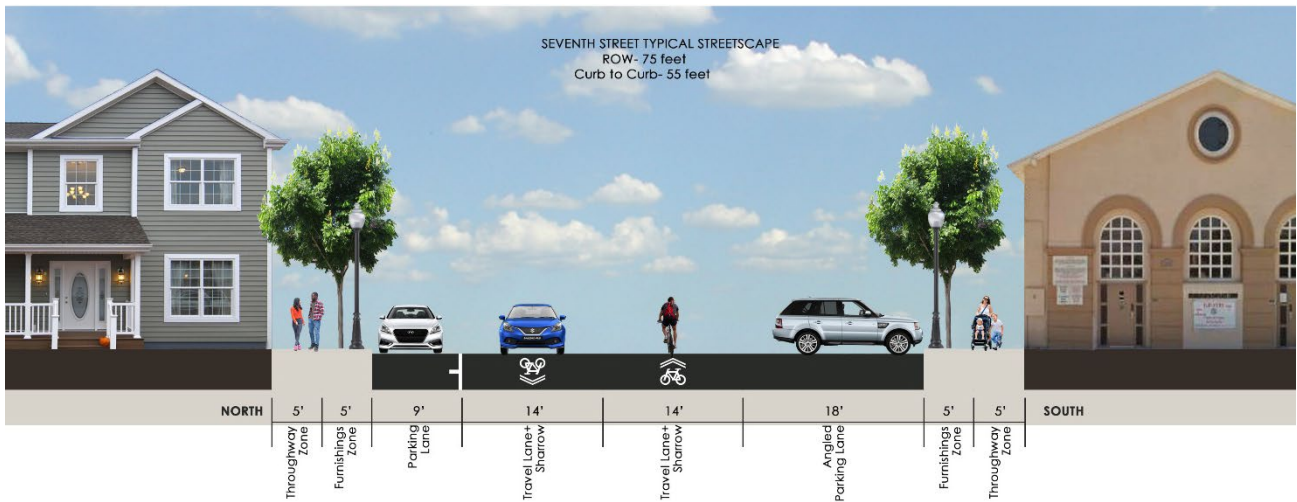 SEVENTH STREET TYPICAL STREETSCAPE
ROW- 75 feet
Curb to Curb- 55 feet
NORTH
5'
5'
9'
14'
14'
18'
5'
5'
SOUTH
Throughway
Zone
Furnishings
Zone
Parking
Lane
Travel Lane+
Sharrow
Travel Lane+
Sharrow
Angled
Parking Lane
Furnishings
Zone
Throughway
Zone